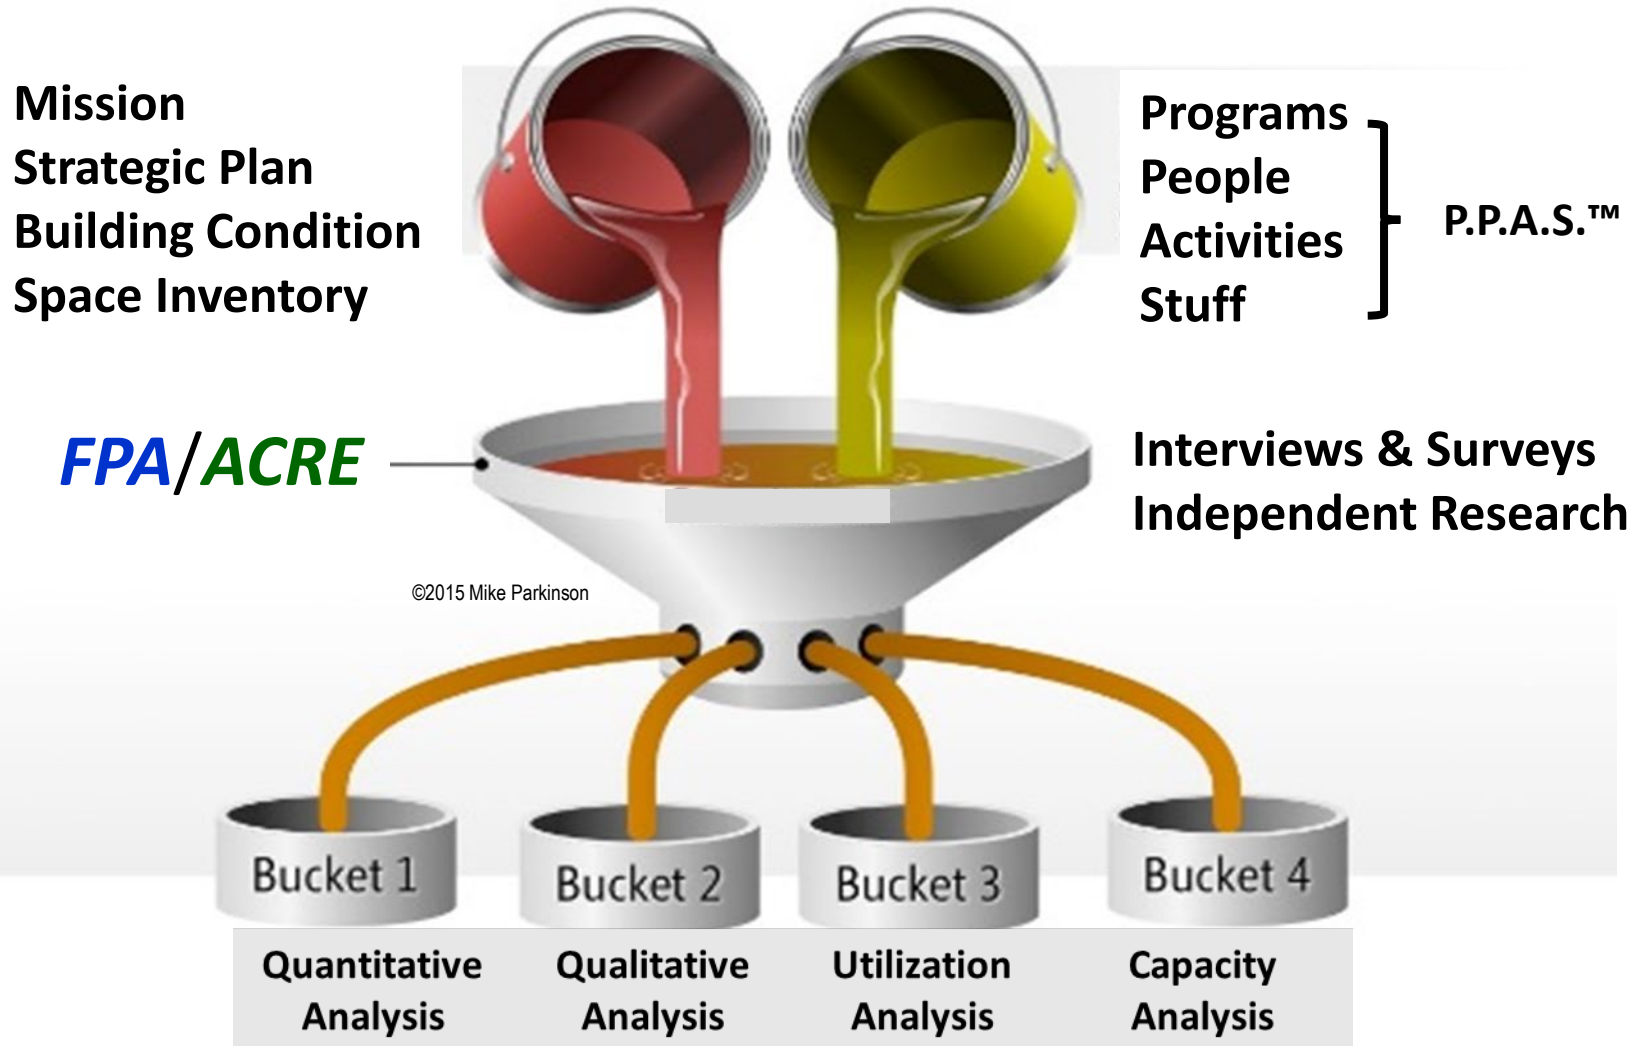 Mission
Strategic Plan
Building Condition
Space Inventory
Programs
People
Activities
Stuff
P.P.A.S.™
FPA/ACRE
Interviews & Surveys
Independent Research
©2015 Mike Parkinson
Bucket 1
Bucket 2
Bucket 3
Bucket 4
Quantitative
Analysis
Qualitative
Analysis
Utilization
Analysis
Capacity
Analysis